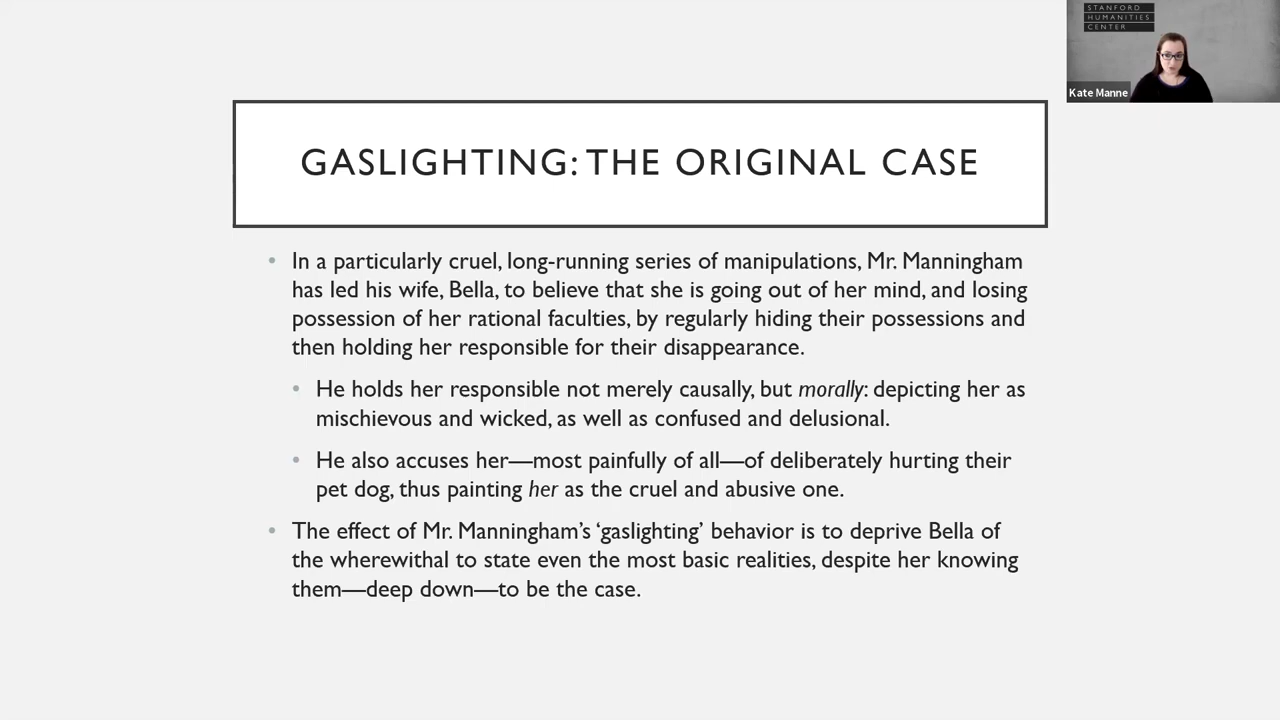 STANFORD
HUMANITIES
CENTER
Kate Manne
GASLIGHTING: THE ORIGINAL CASE
• In a particularly cruel, long-running series of manipulations, Mr. Manningham
has led his wife, Bella, to believe that she is going out of her mind, and losing
possession of her rational faculties, by regularly hiding their possessions and
then holding her responsible for their disappearance.
• He holds her responsible not merely causally, but morally: depicting her as
mischievous and wicked, as well as confused and delusional.
• He also accuses her—most painfully of all—of deliberately hurting their
pet dog, thus painting her as the cruel and abusive one.
• The effect of Mr. Manningham’s ‘gaslighting’ behavior is to deprive Bella of
the wherewithal to state even the most basic realities, despite her knowing
them—deep down—to be the case.